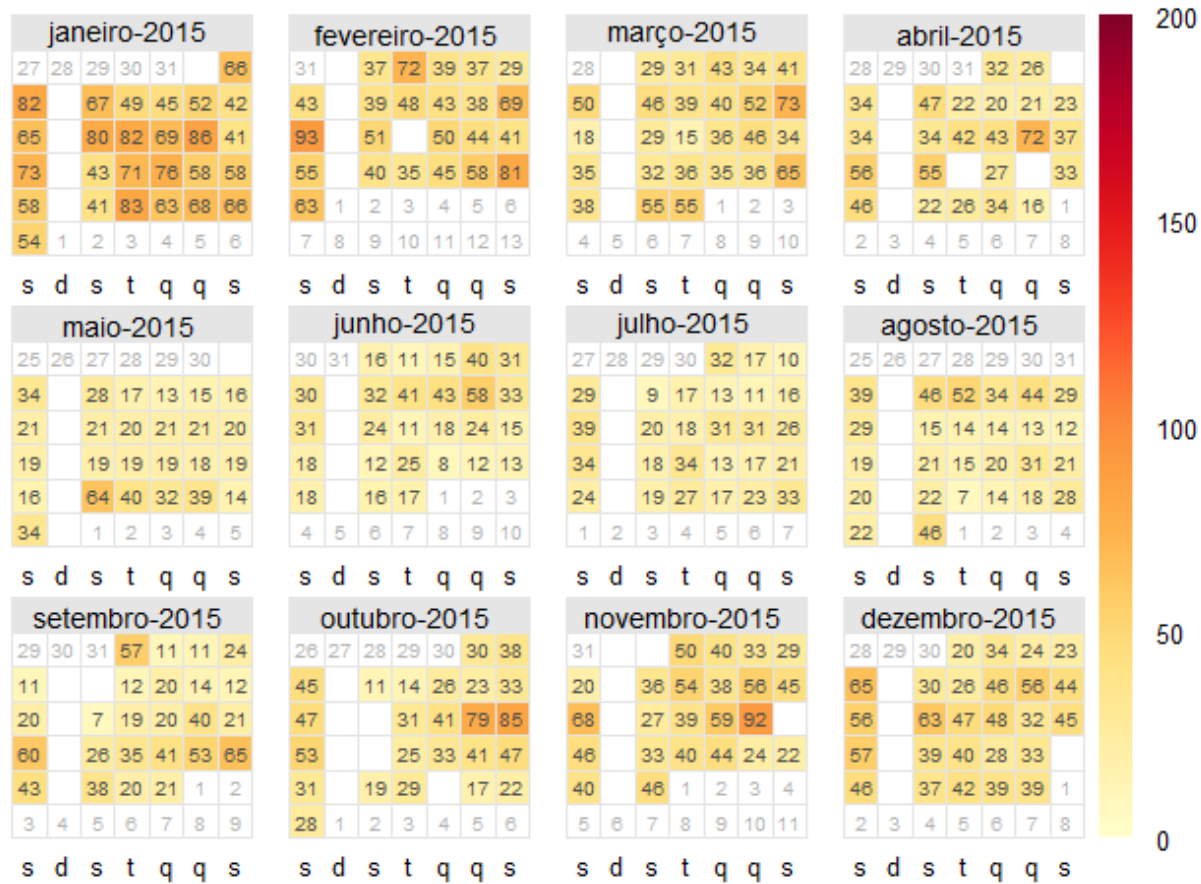 janeiro-2015 fevereiro-2015 março-2015 abril-2015 200
27 28 29 30 31 66 31 37 72 39 37 29 28 29 31 43 34 41 28 29 30 31 32 26
82 67 49 45 52 42 43 39 48 43 38 69 50 46 39 40 52 73 34 47 22 20 21 23
65 80 82 69 86 41 93 51 50 44 41 18 29 15 36 46 34 34 34 42 43 72 37
73 43 71 76 58 58 55 40 35 45 58 81 35 32 36 35 36 65 56 55 27 33
58 41 83 63 68 66 63 1 2 3 4 5 6 38 55 55 1 2 3 46 22 26 34 16 1 150
54 1 2 3 4 5 6 7 8 9 10 11 12 13 4 5 6 7 8 9 10 2 3 4 5 6 7 8
s d s t q q s s d s t q q s s d s t q q s s d s t q q s
maio-2015 junho-2015 julho-2015 agosto-2015
25 26 27 28 29 30 30 31 16 11 15 40 31 27 28 29 30 32 17 10 25 26 27 28 29 30 31
34 28 17 13 15 16 30 32 41 43 58 33 29 9 17 13 11 16 39 46 52 34 44 29
21 21 20 21 21 20 31 24 11 18 24 15 39 20 18 31 31 26 29 15 14 14 13 12 100
19 19 19 19 18 19 18 12 25 8 12 13 34 18 34 13 17 21 19 21 15 20 31 21
16 64 40 32 39 14 18 16 17 1 2 3 24 19 27 17 23 33 20 22 7 14 18 28
34 1 2 3 4 5 4 5 6 7 8 9 10 1 2 3 4 5 6 7 22 46 1 2 3 4
s d s t q q s s d s t q q s s d s t q q s s d s t q q s
setembro-2015 outubro-2015 novembro-2015 dezembro-2015 50
29 30 31 57 11 11 24 26 27 28 29 30 30 38 31 50 40 33 29 28 29 30 20 34 24 23
11 12 20 14 12 45 11 14 26 23 33 20 36 54 38 56 45 65 30 26 46 56 44
20 7 19 20 40 21 47 31 41 79 85 68 27 39 59 92 56 63 47 48 32 45
60 26 35 41 53 65 53 25 33 41 47 46 33 40 44 24 22 57 39 40 28 33
43 38 20 21 1 2 31 19 29 17 22 40 46 1 2 3 4 46 37 42 39 39 1
3 4 5 6 7 8 9 28 1 2 3 4 5 6 5 6 7 8 9 10 11 2 3 4 5 6 7 8 0
s d s t q q s s d s t q q s s d s t q q s s d s t q q s